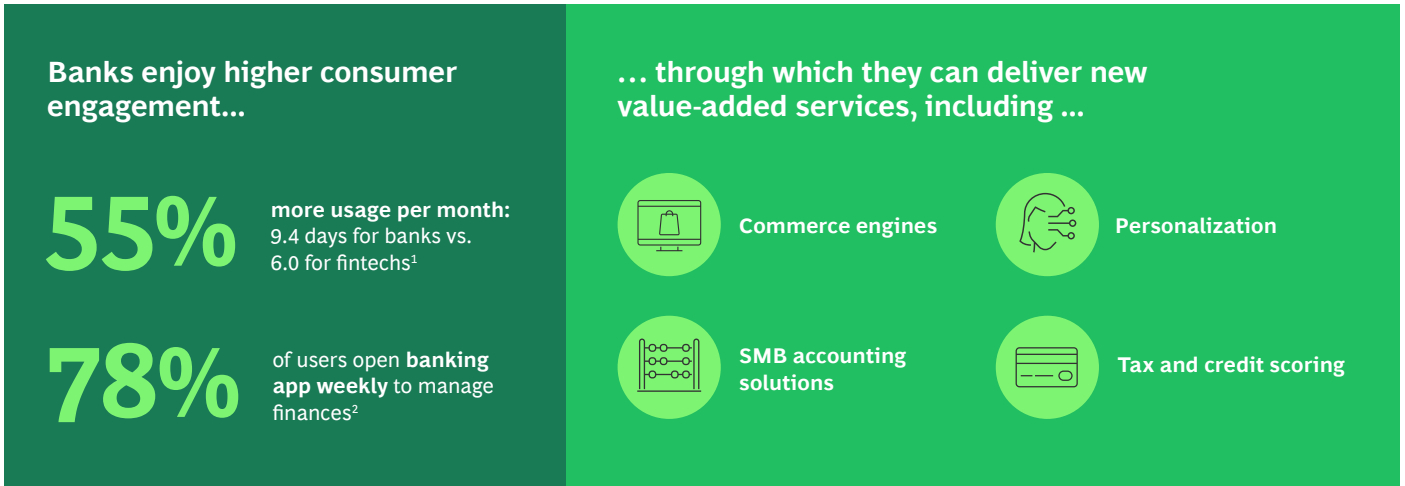 Banks enjoy higher consumer
engagement...
55%
more usage per month:
9.4 days for banks vs.
6.0 for fintechs¹
78%
of users open banking
app weekly to manage
finances²
... through which they can deliver new
value-added services, including ...
Commerce engines
Personalization
SMB accounting
solutions
Tax and credit scoring